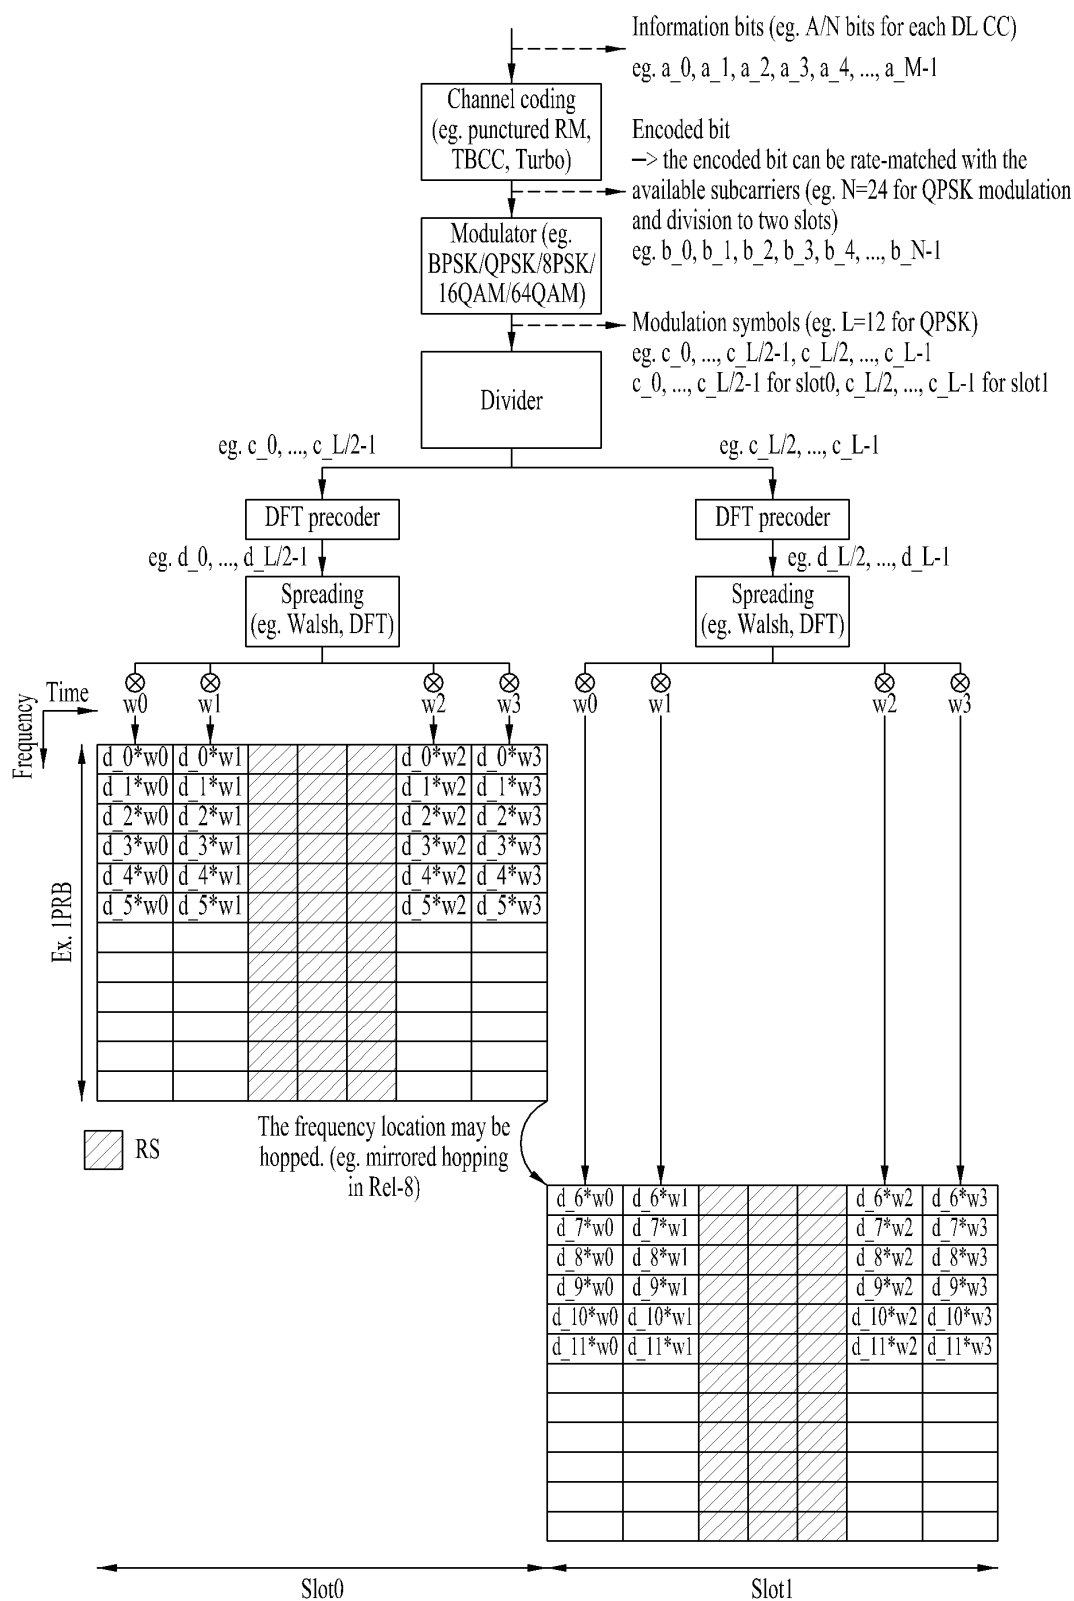 Information bits (eg. A/N bits for each DL CC)
eg. a_0, a_1, a_2, a_3, a_4, ..., a_M-1
Channel coding
(eg. punctured RM,
TBCC, Turbo)
Encoded bit
—> the encoded bit can be rate-matched with the
available subcarriers (eg. N=24 for QPSK modulation
and division to two slots)
eg. b_0, b_1, b_2, b_3, b_4, ..., b_N-1
Modulator (eg.
BPSK/QPSK/8PSK/
16QAM/64QAM)
Modulation symbols (eg. L=12 for QPSK)
eg. c_0, ..., c_L/2-1, c_L/2, ..., c_L-1
c_0, ..., c_L/2-1 for slot0, c_L/2, ..., c_L-1 for slot1
Divider
eg. c_0, ..., c_L/2-1
eg. c_L/2, ..., c_L-1
DFT precoder
DFT precoder
eg. d_0, ..., d_L/2-1
eg. d_L/2, ..., d_L-1
Spreading
(eg. Walsh, DFT)
Spreading
(eg. Walsh, DFT)
Time
Frequency
w0 w1 w2 w3
w0 w1 w2 w3
d_0*w0 d_0*w1 d_0*w2 d_0*w3
d_1*w0 d_1*w1 d_1*w2 d_1*w3
d_2*w0 d_2*w1 d_2*w2 d_2*w3
d_3*w0 d_3*w1 d_3*w2 d_3*w3
d_4*w0 d_4*w1 d_4*w2 d_4*w3
d_5*w0 d_5*w1 d_5*w2 d_5*w3
Ex. 1PRB
RS
The frequency location may be
hopped. (eg. mirrored hopping
in Rel-8)
d_6*w0 d_6*w1 d_6*w2 d_6*w3
d_7*w0 d_7*w1 d_7*w2 d_7*w3
d_8*w0 d_8*w1 d_8*w2 d_8*w3
d_9*w0 d_9*w1 d_9*w2 d_9*w3
d_10*w0 d_10*w1 d_10*w2 d_10*w3
d_11*w0 d_11*w1 d_11*w2 d_11*w3
Slot0
Slot1